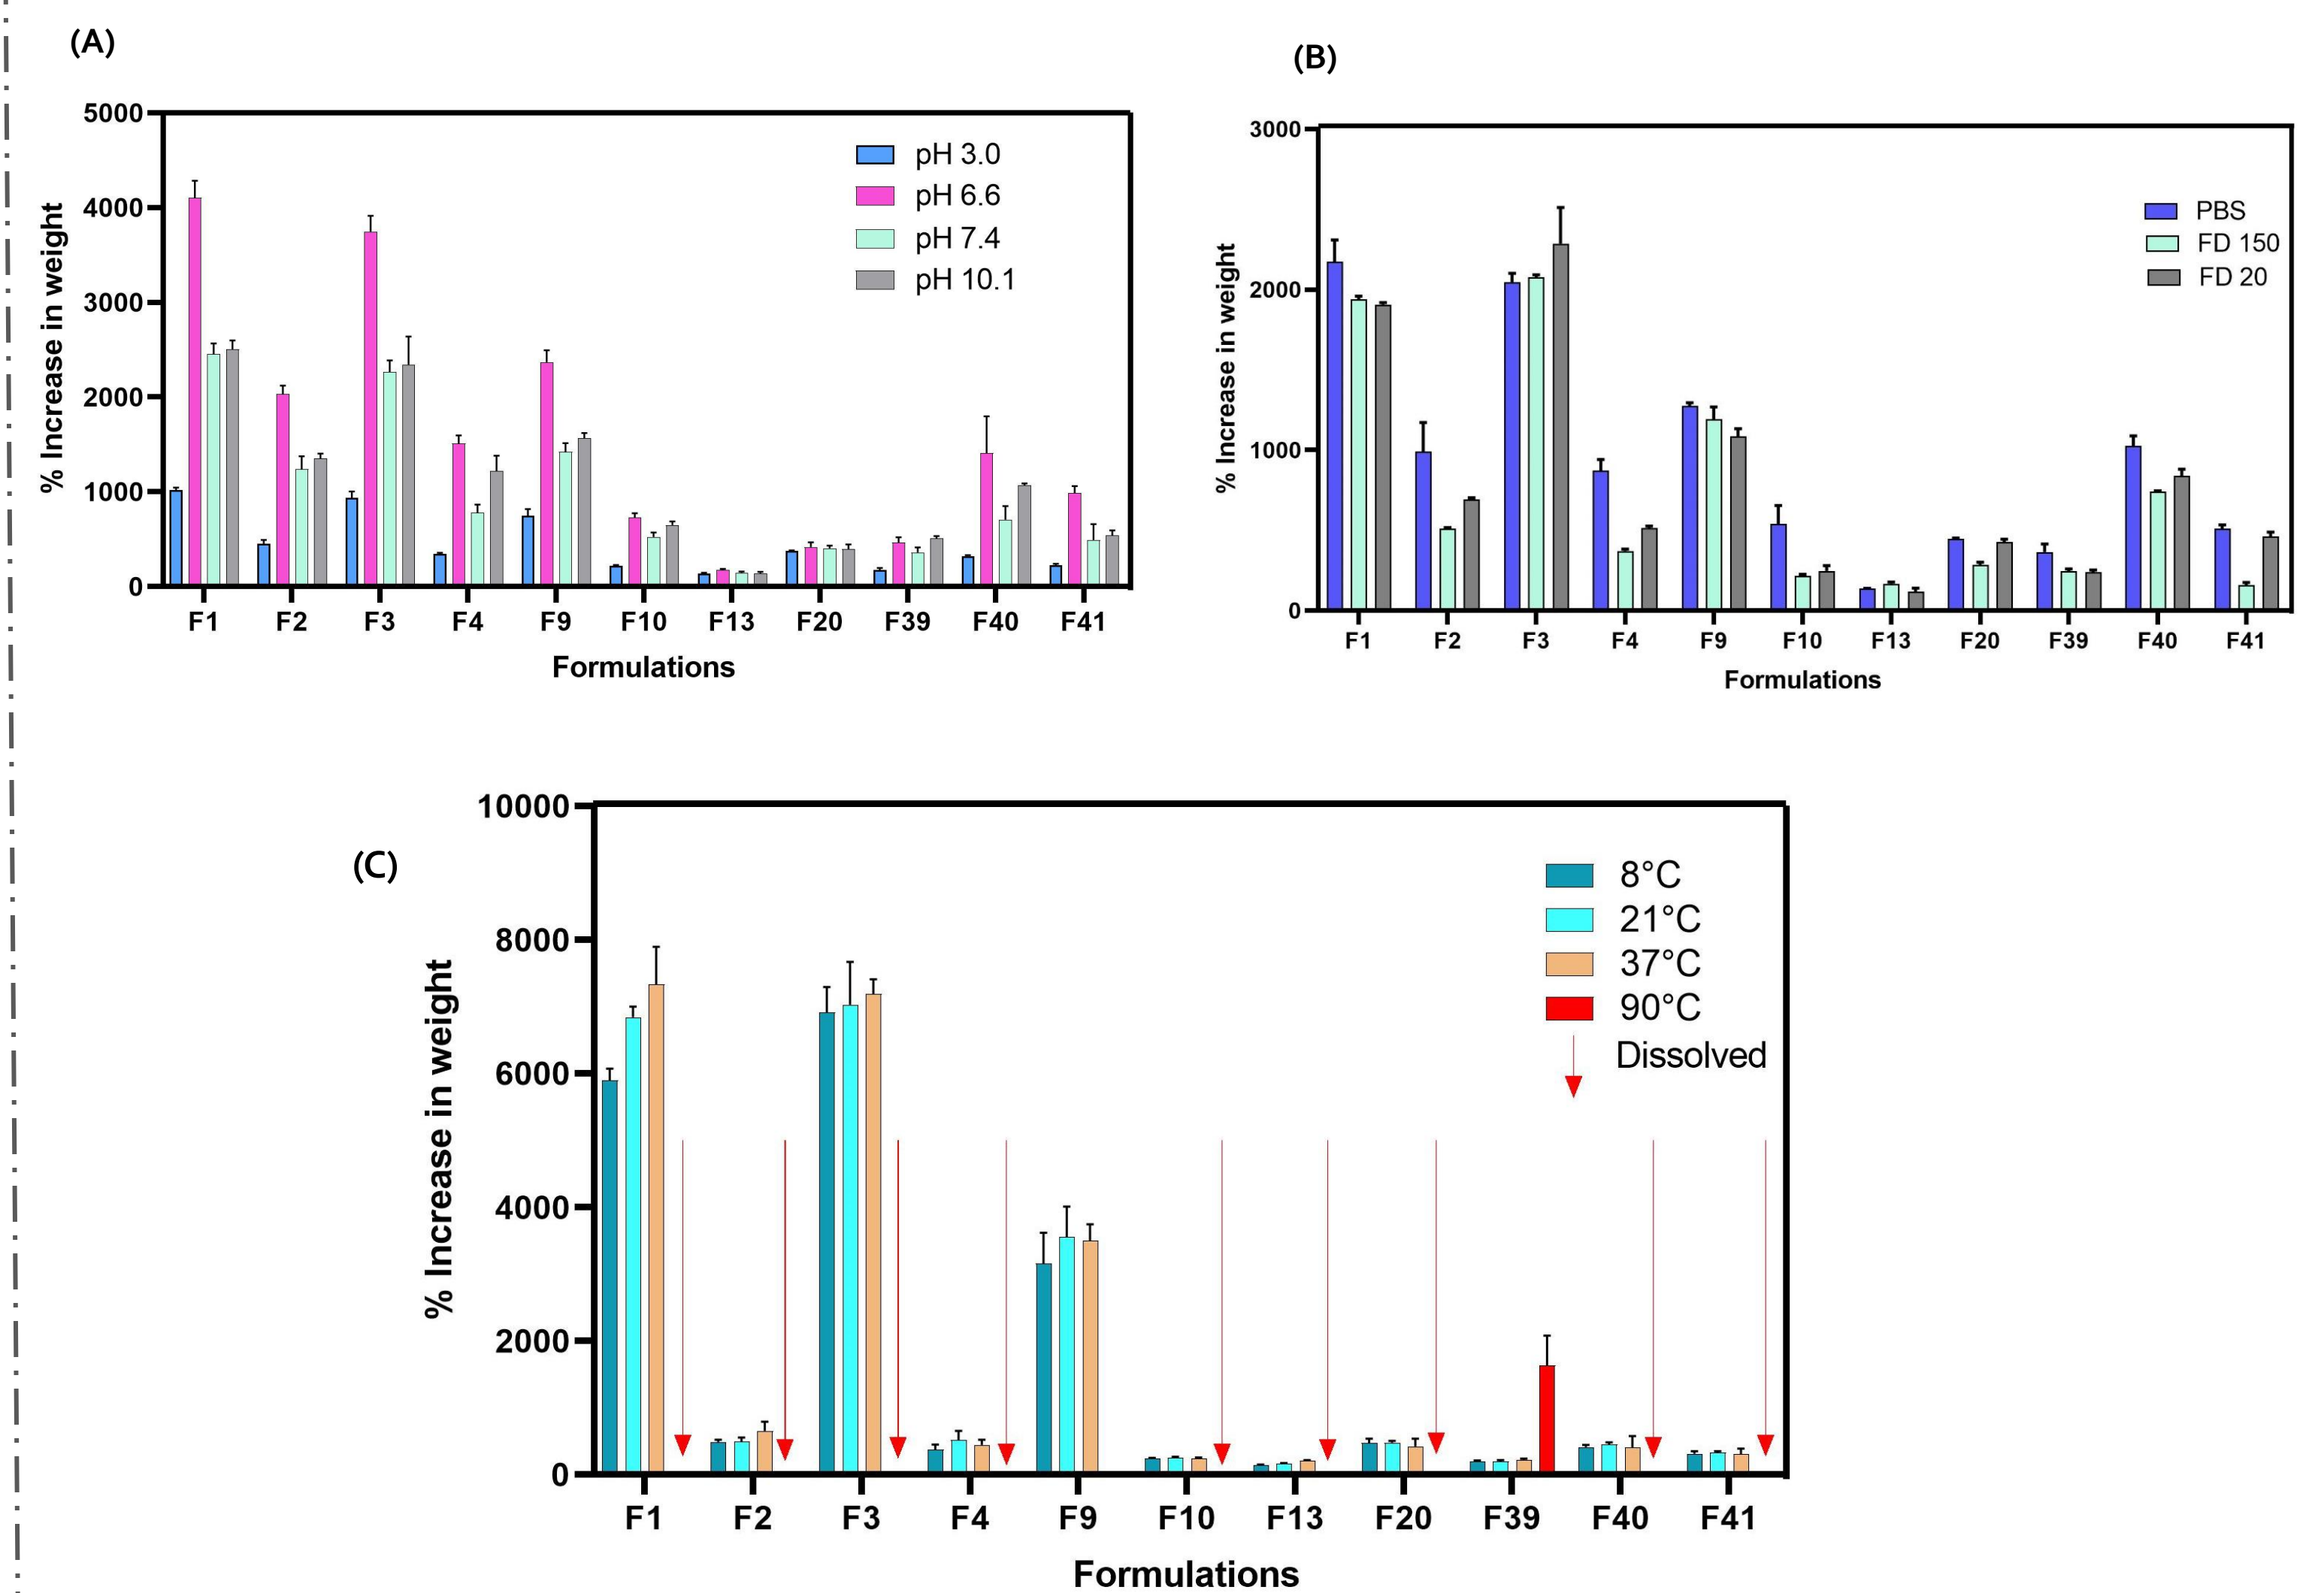 (A)
5000
4000
3000
2000
1000
0
% Increase in weight
pH 3.0
pH 6.6
pH 7.4
pH 10.1
F1 F2 F3 F4 F9 F10 F13 F20 F39 F40 F41
Formulations
(B)
3000
2000
1000
0
% Increase in weight
PBS
FD 150
FD 20
F1 F2 F3 F4 F9 F10 F13 F20 F39 F40 F41
Formulations
(C)
10000
8000
6000
4000
2000
0
% Increase in weight
8°C
21°C
37°C
90°C
Dissolved
F1 F2 F3 F4 F9 F10 F13 F20 F39 F40 F41
Formulations